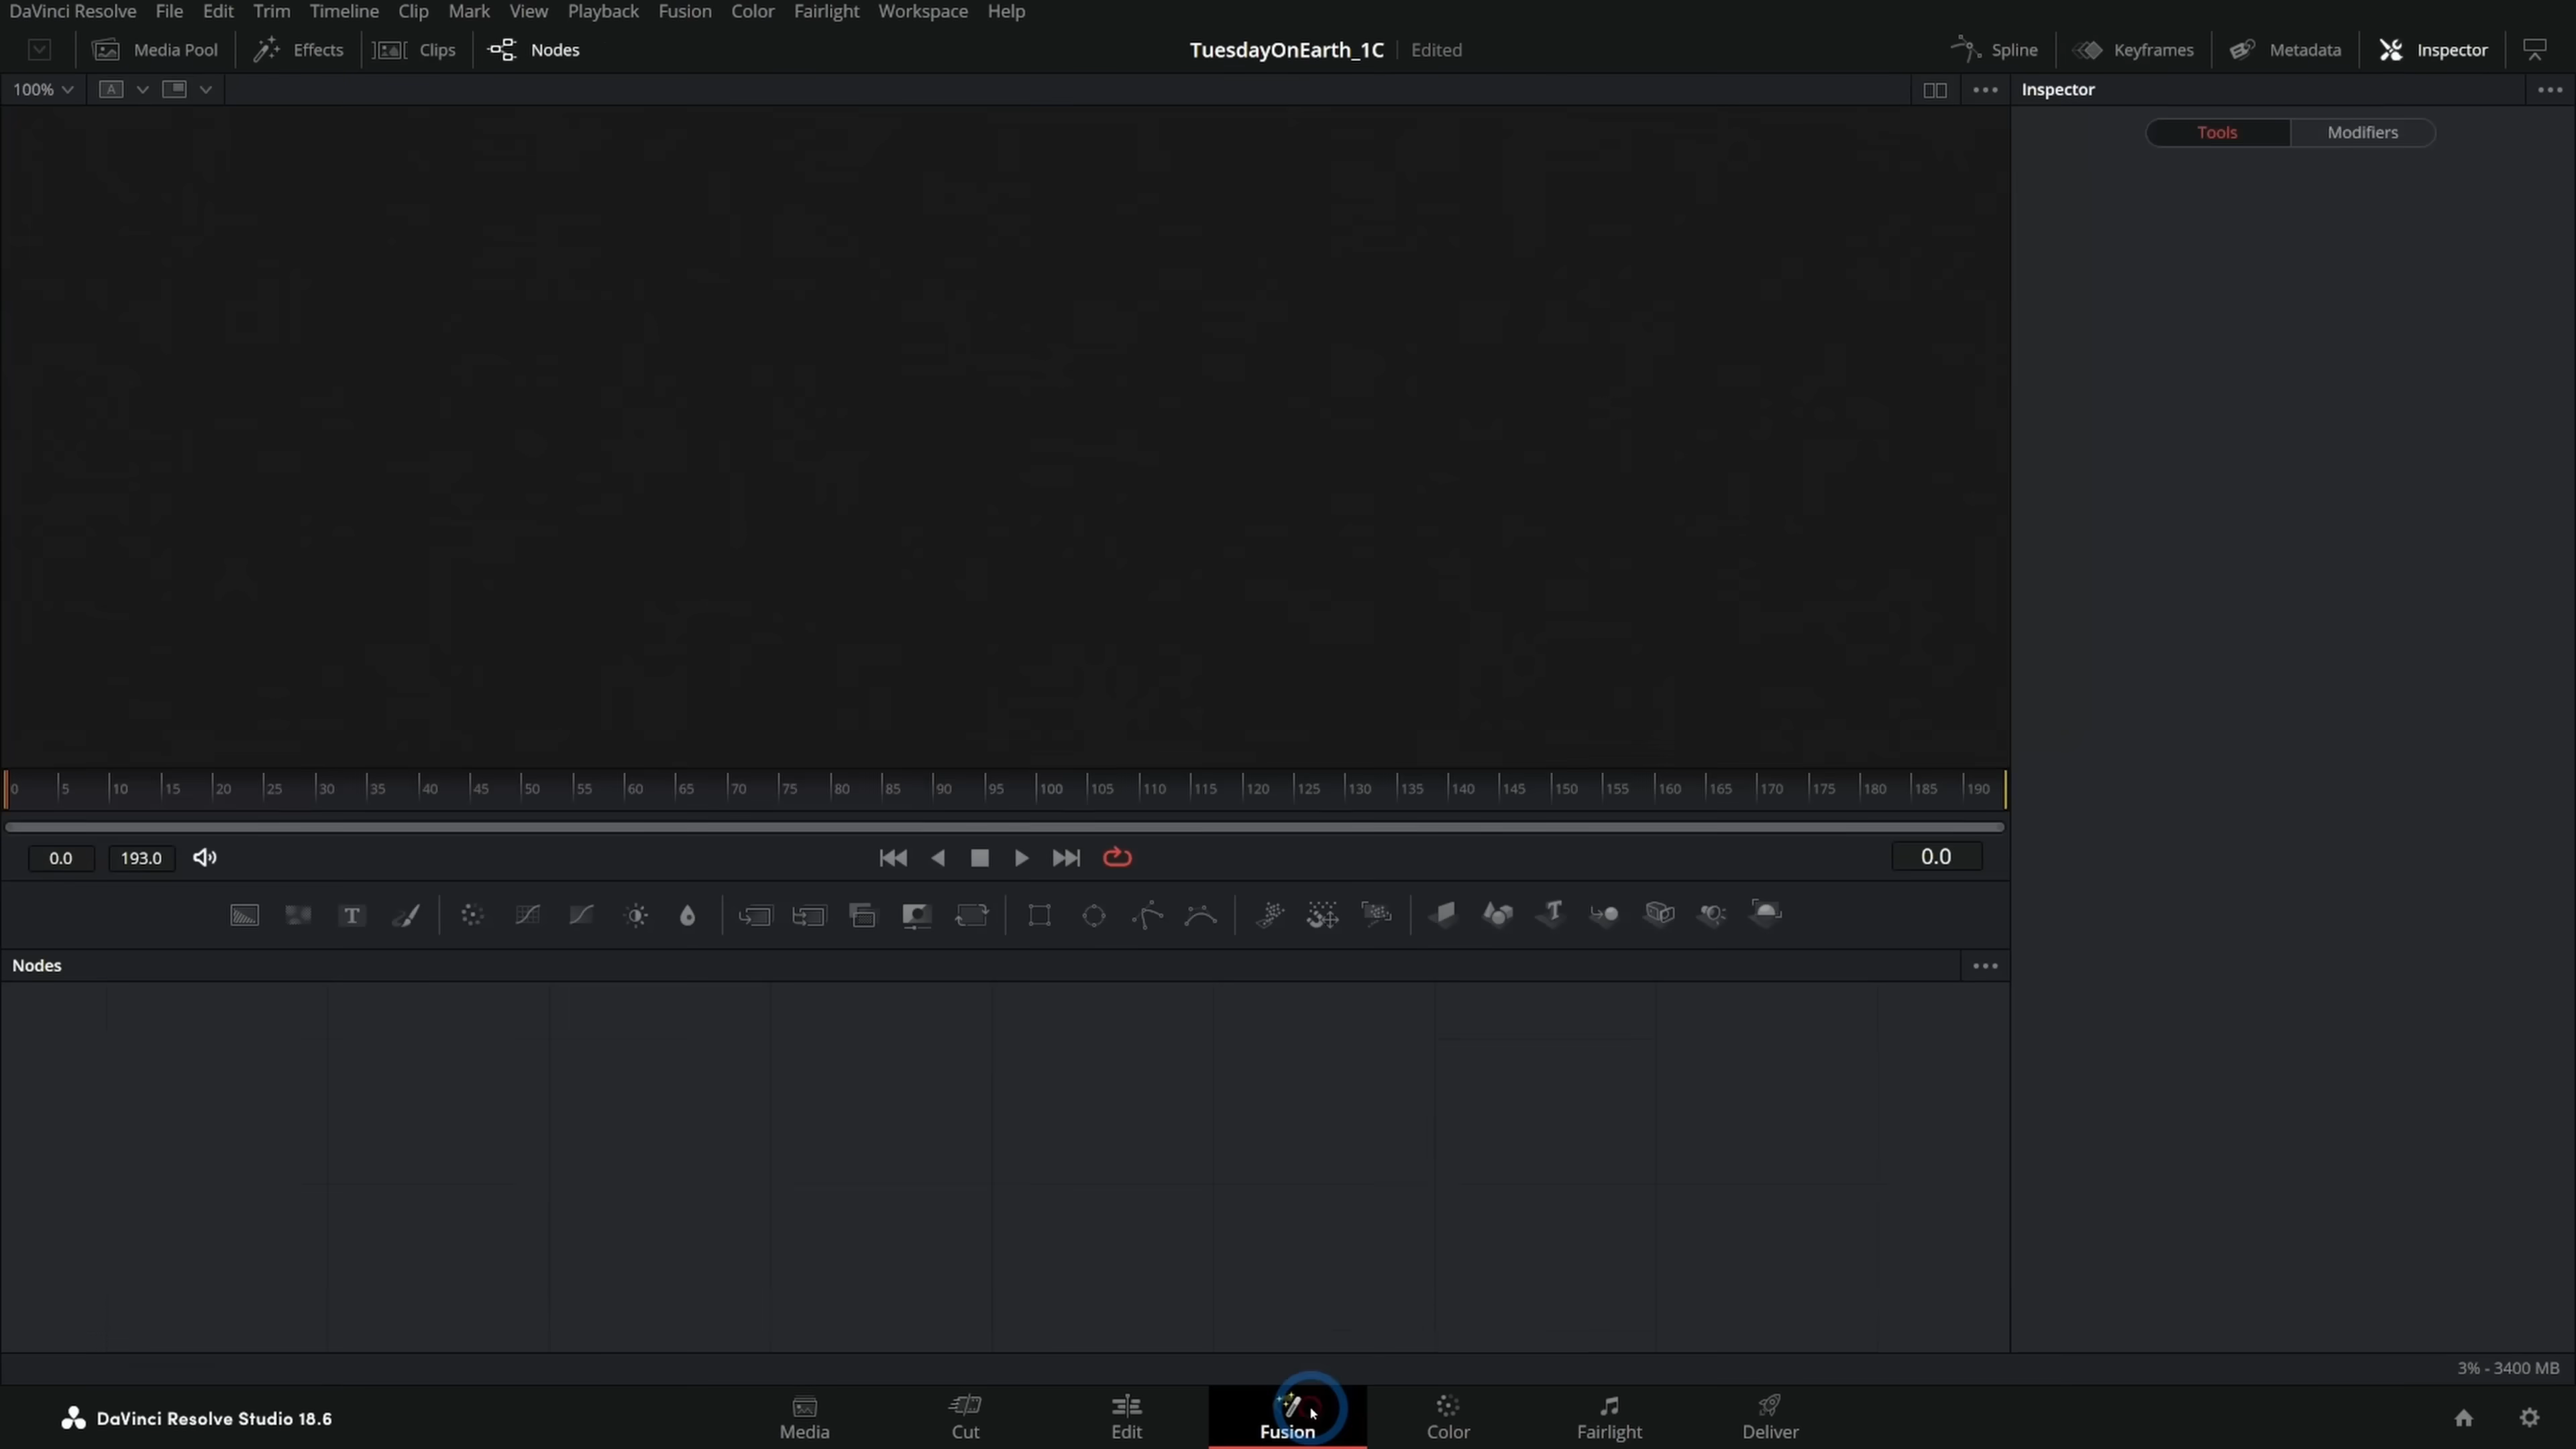 DaVinci Resolve File Edit Trim Timeline Clip Mark View Playback Fusion Color Fairlight Workspace Help
Media Pool Effects Clips Nodes TuesdayOnEarth_1C Edited Spline Keyframes Metadata Inspector
100% A Inspector
Tools Modifiers
0 5 10 15 20 25 30 35 40 45 50 55 60 65 70 75 80 85 90 95 100 105 110 115 120 125 130 135 140 145 150 155 160 165 170 175 180 185 190
0.0 193.0 0.0
T T
Nodes
3% - 3400 MB
DaVinci Resolve Studio 18.6 Media Cut Edit Fusion Color Fairlight Deliver